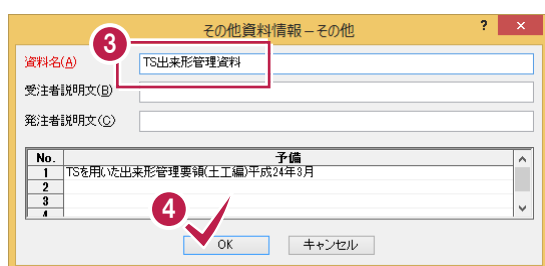 その他資料情報－その他
? ×
3
資料名(A) TS出来形管理資料
受注者説明文(B)
発注者説明文(C)
No. 予備
1 TSを用いた出来形管理要領(土工編)平成24年3月
2
3
4
4
OK キャンセル